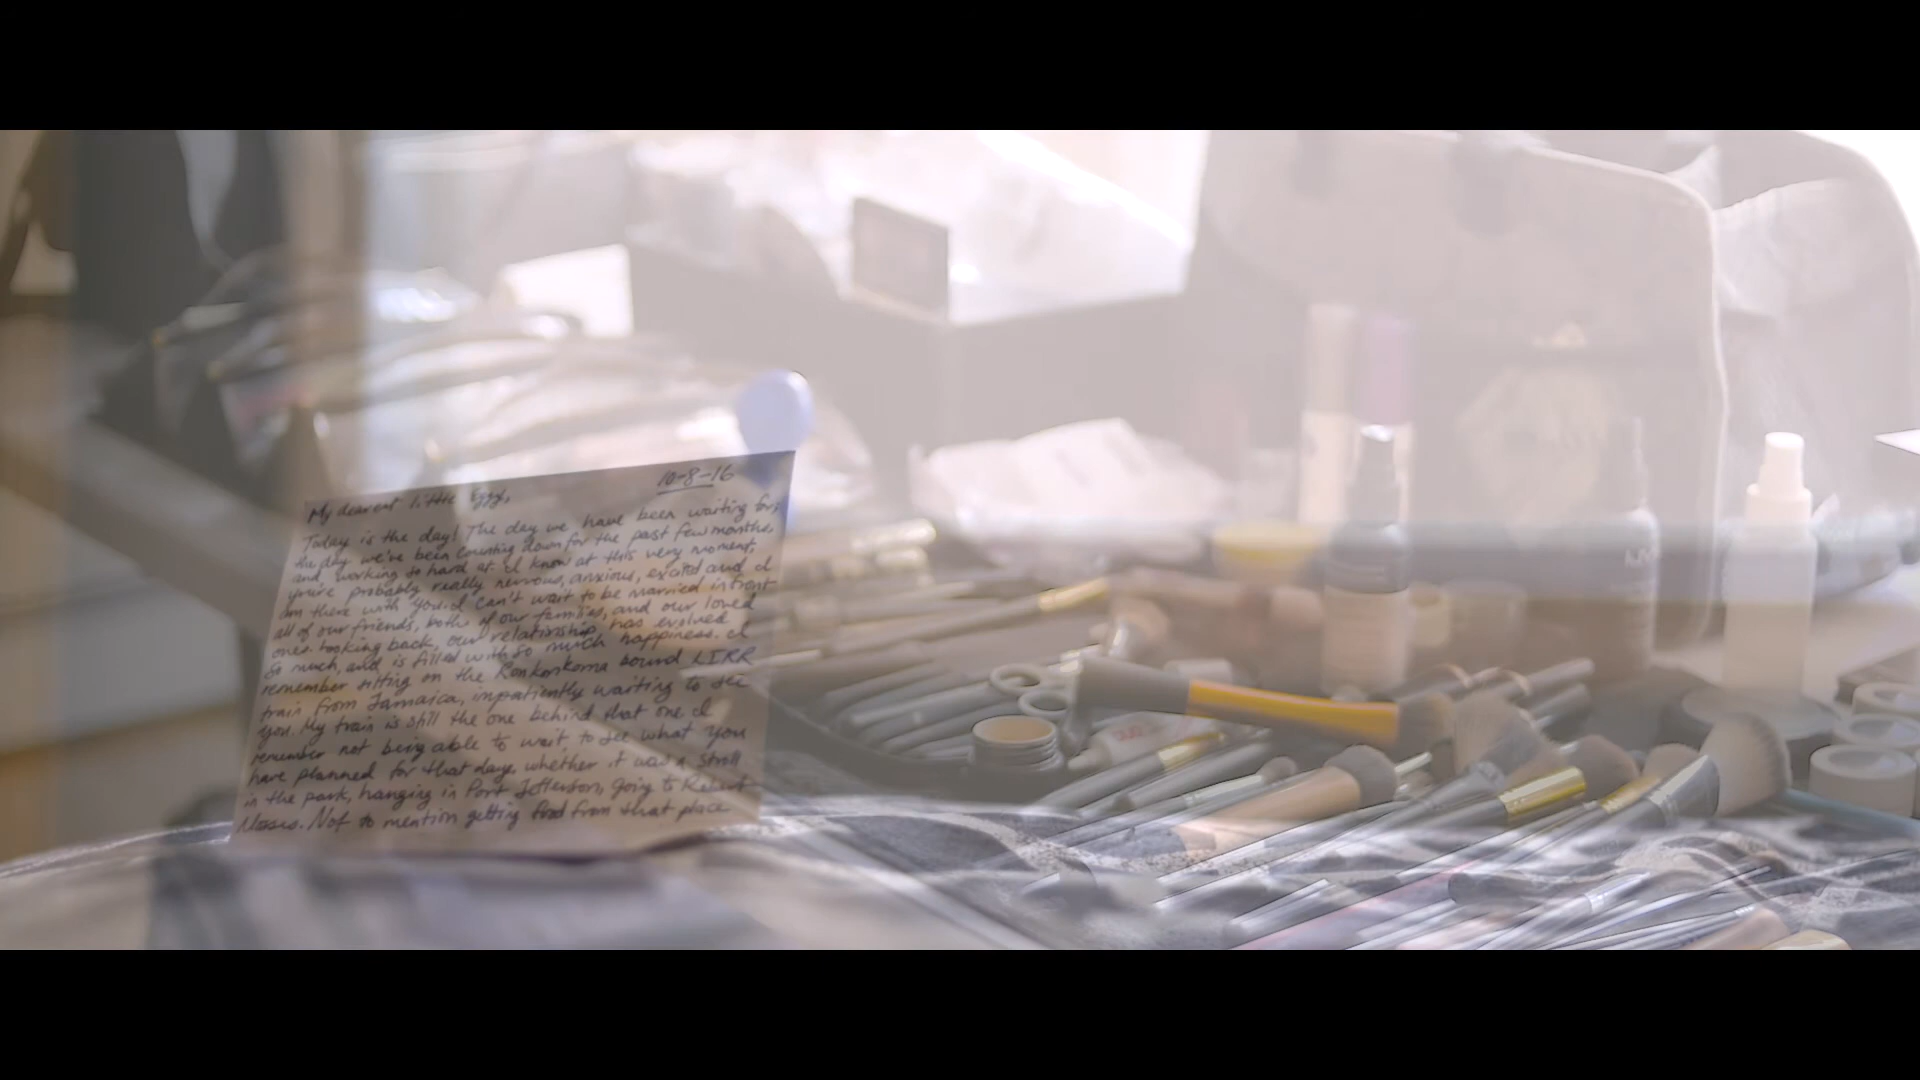 10-8-16
My dearest little Eggy,
Today is the day! The day we have been waiting for;
the day we've been counting down for the past few months,
and, working so hard at. I know at this very moment,
you're probably really nervous, anxious, excited and I
am there with you. I can't wait to be married in front
all of our friends, both of our families, and our loved
ones. Looking back, our relationship has evolved
so much, and is filled with so much happiness. I
remember sitting on the Ronkonkoma bound LIRR
train from Jamaica, impatiently waiting to see
you. My train is still the one behind that one. I
remember not being able to wait to see what you
have planned for that day, whether it was a stroll
in the park, hanging in Port Jefferson, going to Robert
Moses. Not to mention getting food from that place